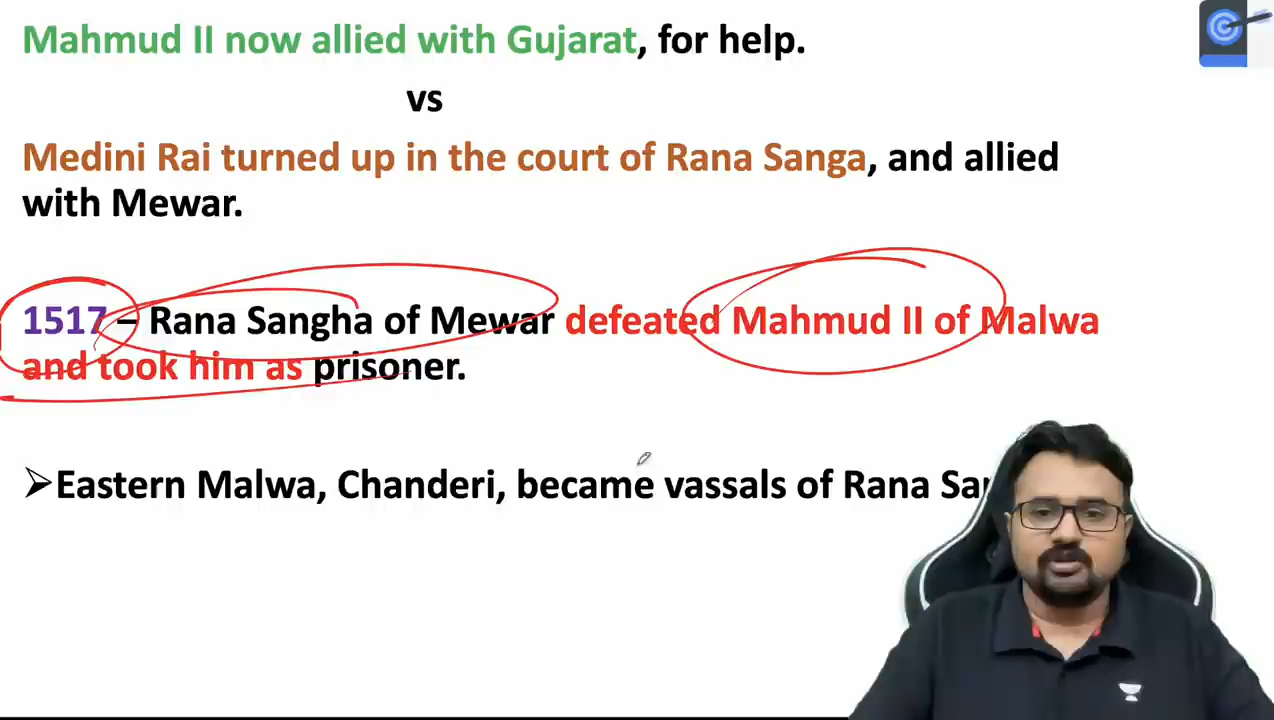 Mahmud II now allied with Gujarat, for help.
vs
Medini Rai turned up in the court of Rana Sanga, and allied
with Mewar.
1517 – Rana Sangha of Mewar defeated Mahmud II of Malwa
and took him as prisoner.
➢Eastern Malwa, Chanderi, became vassals of Rana